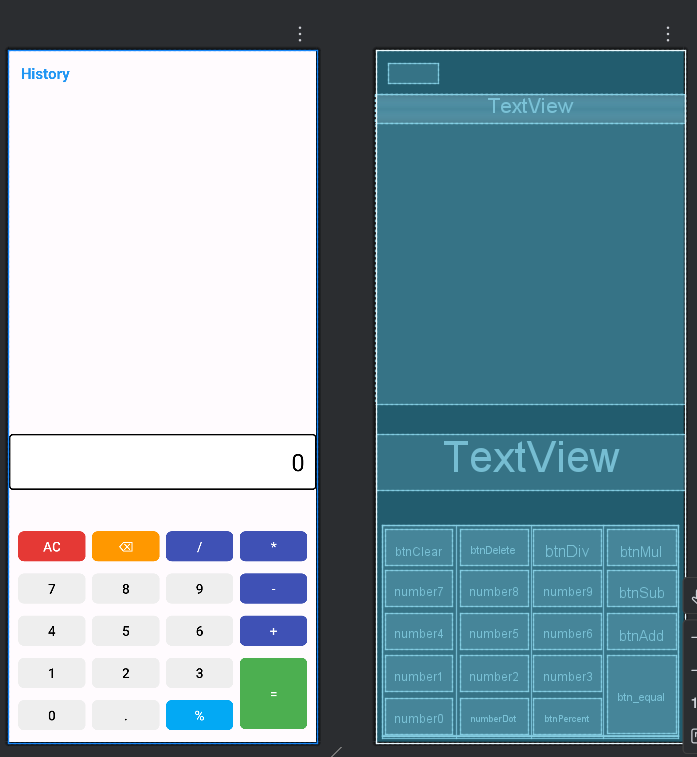 History
0
AC ⌫ / *
7 8 9 -
4 5 6 +
1 2 3
=
0 . %
TextView
TextView
btnClear btnDelete btnDiv btnMul
number7 number8 number9 btnSub
number4 number5 number6 btnAdd
number1 number2 number3
btn_equal
number0 numberDot btnPercent